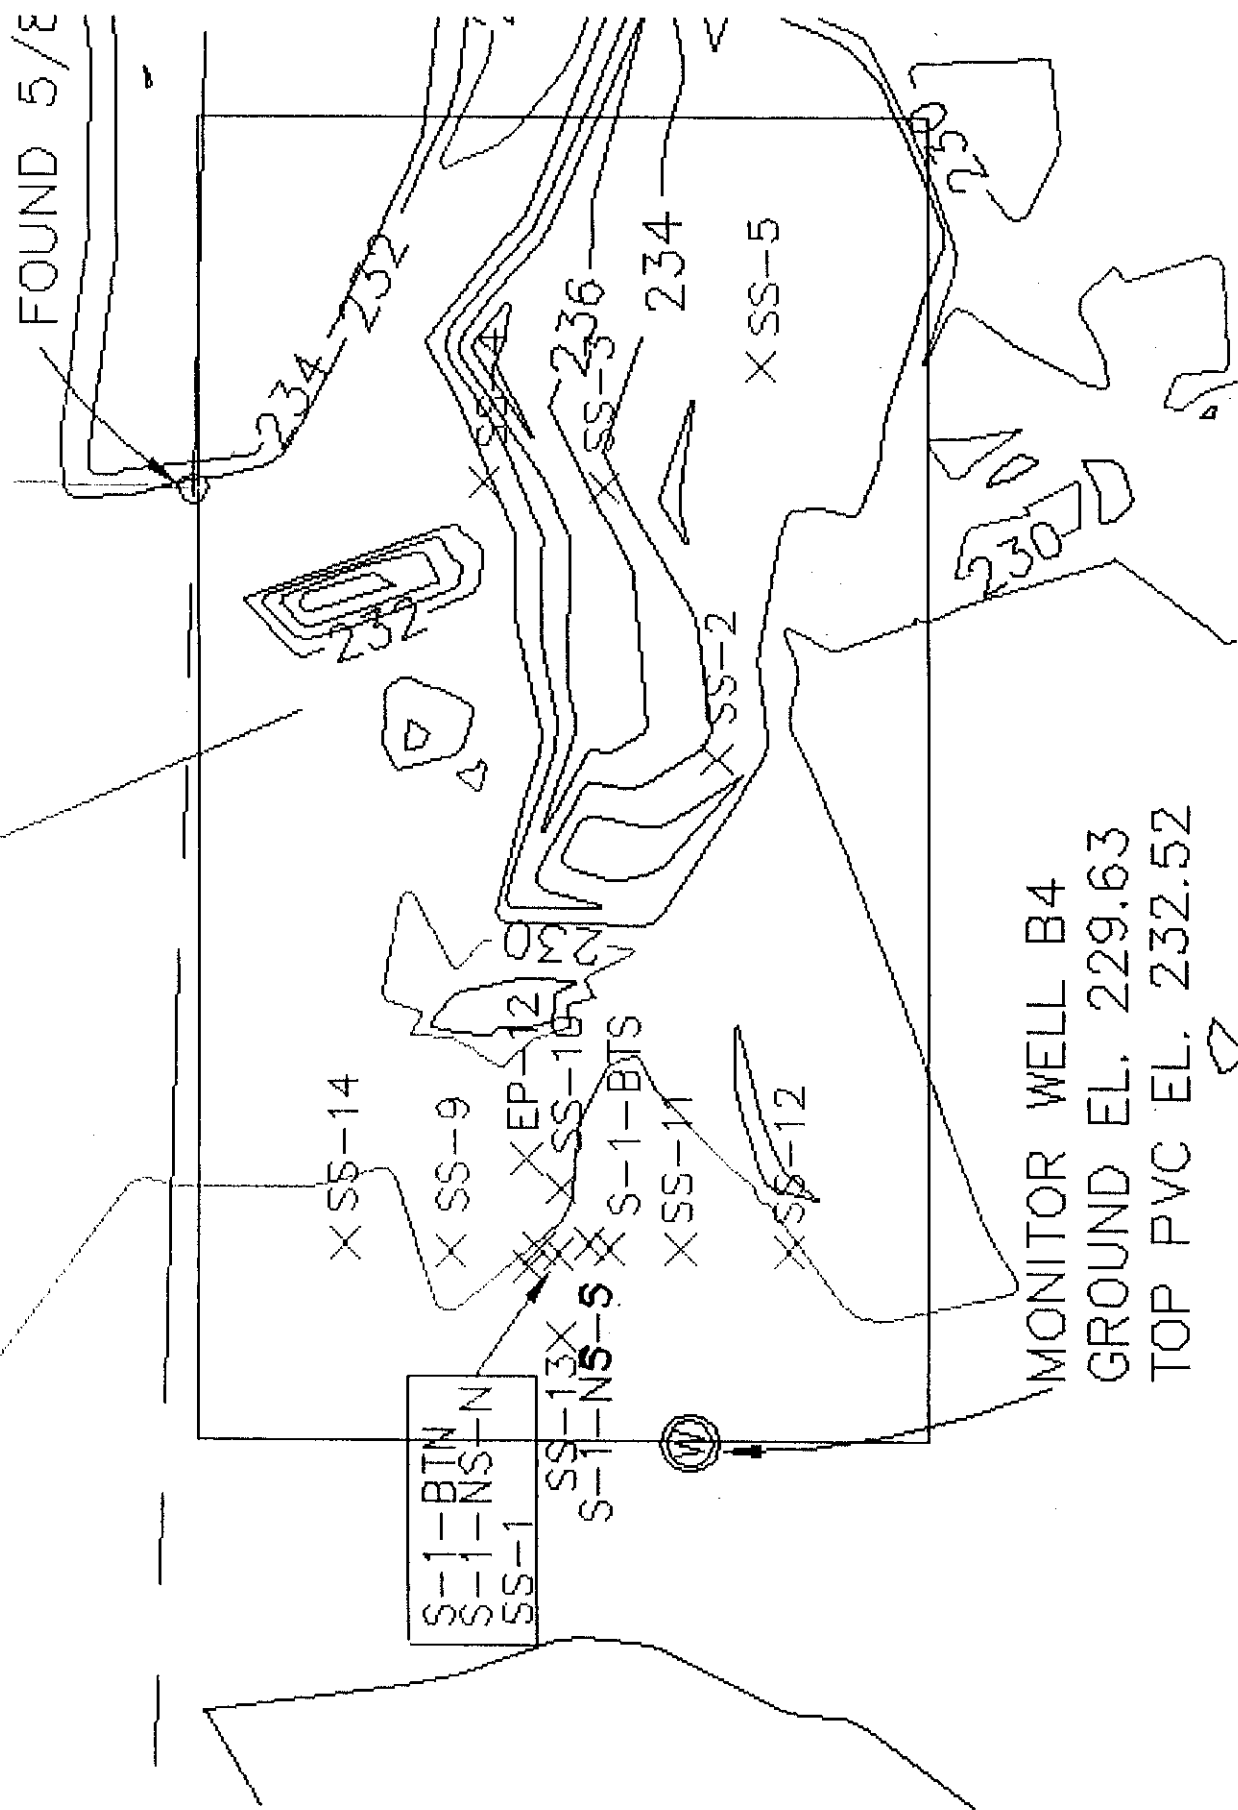 FOUND 5/8
232
234
232
SS-4
236
SS-3
234
SS-5
230
230
SS-2
230
SS-14
SS-9
EP-12
SS-10
S-1-BTS
SS-11
SS-12
S-1-BTN
S-1-NS-N
SS-1
SS-13
S-1-NS-S
W
MONITOR WELL B4
GROUND EL. 229.63
TOP PVC EL. 232.52